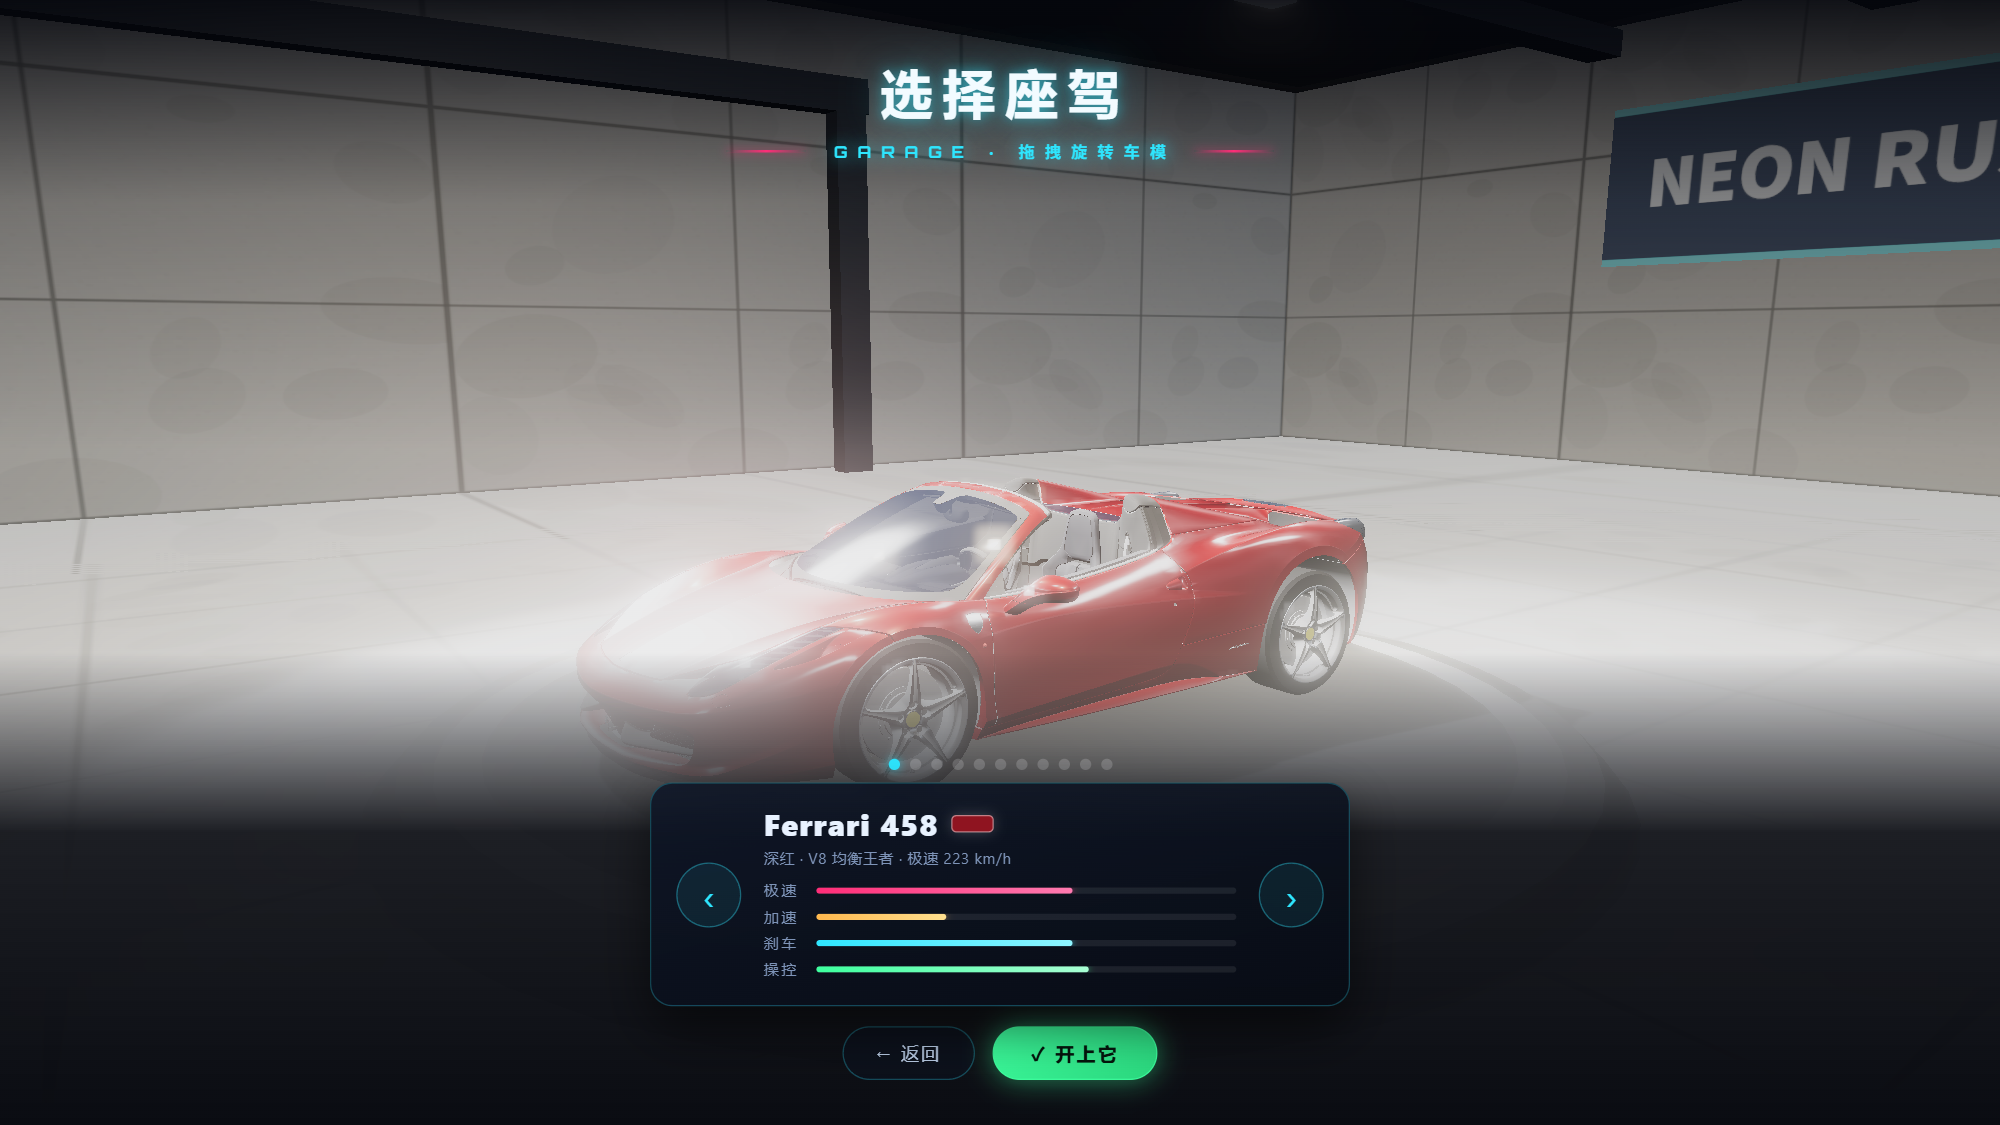 选择座驾
GARAGE · 拖拽旋转车模
NEON RU
Ferrari 458
深红 · V8 均衡王者 · 极速 223 km/h
极速
加速
刹车
操控
‹
›
← 返回
✓ 开上它